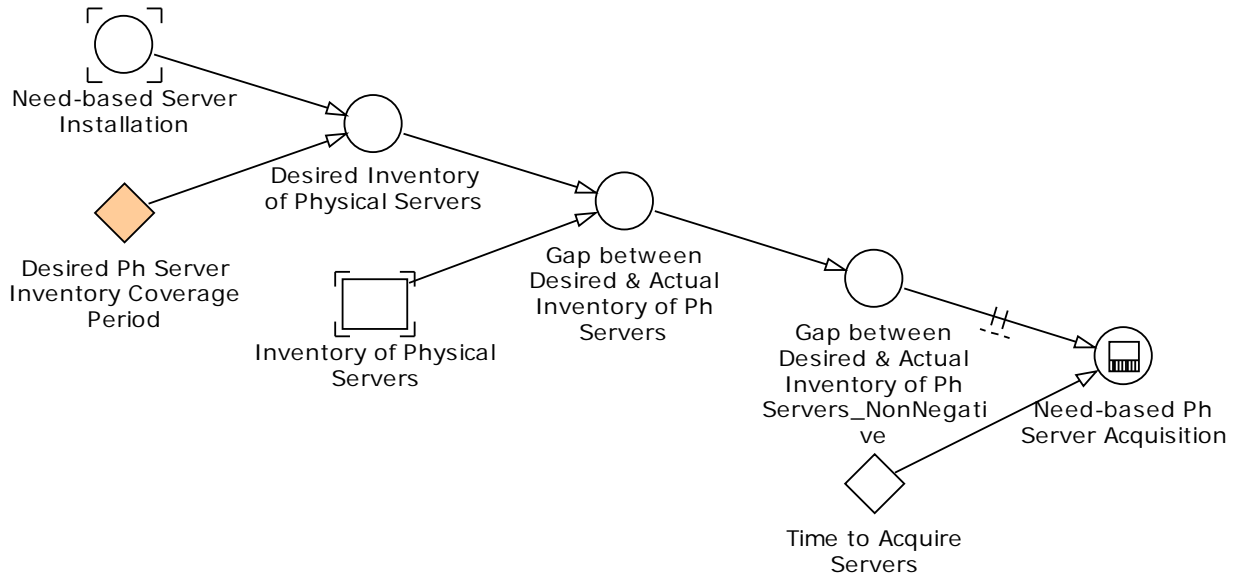 Need-based Server
Installation
Desired Inventory
of Physical Servers
Desired Ph Server
Inventory Coverage
Period
Gap between
Desired & Actual
Inventory of Ph
Servers
Inventory of Physical
Servers
Gap between
Desired & Actual
Inventory of Ph
Servers_NonNegati
ve
Need-based Ph
Server Acquisition
Time to Acquire
Servers